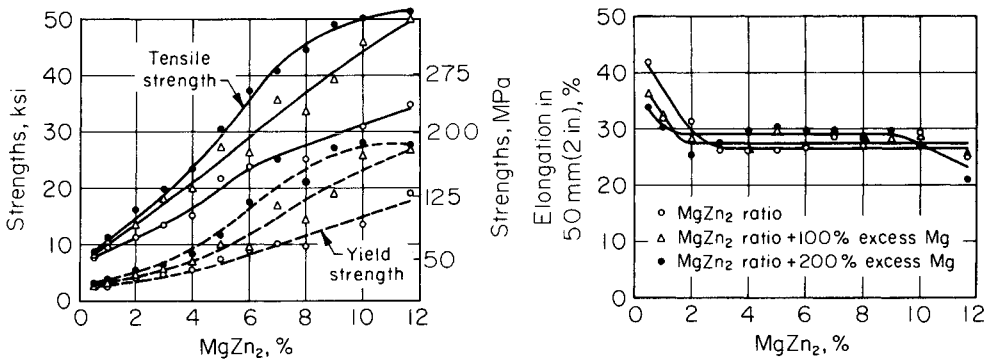 50
40
30
20
10
0
Strengths, ksi
Tensile
strength
Yield
strength
275
200
125
50
Strengths, MPa
0 2 4 6 8 10 12
MgZn₂, %
50
40
30
20
10
0
Elongation in
50 mm (2 in), %
○ MgZn₂ ratio
△ MgZn₂ ratio +100% excess Mg
● MgZn₂ ratio +200% excess Mg
0 2 4 6 8 10 12
MgZn₂, %